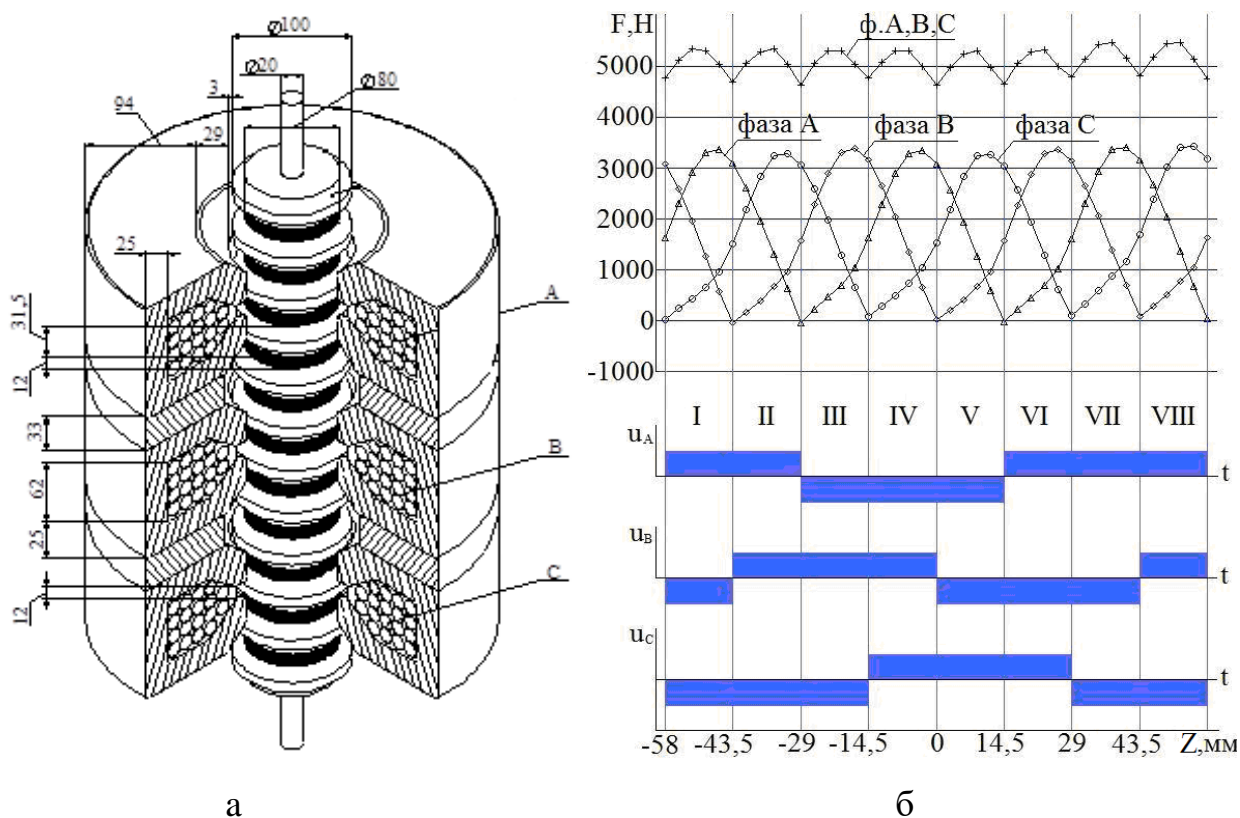 Ø100
Ø20
Ø80
3
94
29
25
31,5
12
33
62
25
12
A
B
C
а
F,Н
ф.А,В,С
5000
4000
3000
2000
1000
0
-1000
фаза А
фаза В
фаза С
I II III IV V VI VII VIII
uA
t
uB
t
uC
t
-58 -43,5 -29 -14,5 0 14,5 29 43,5 Z,мм
б